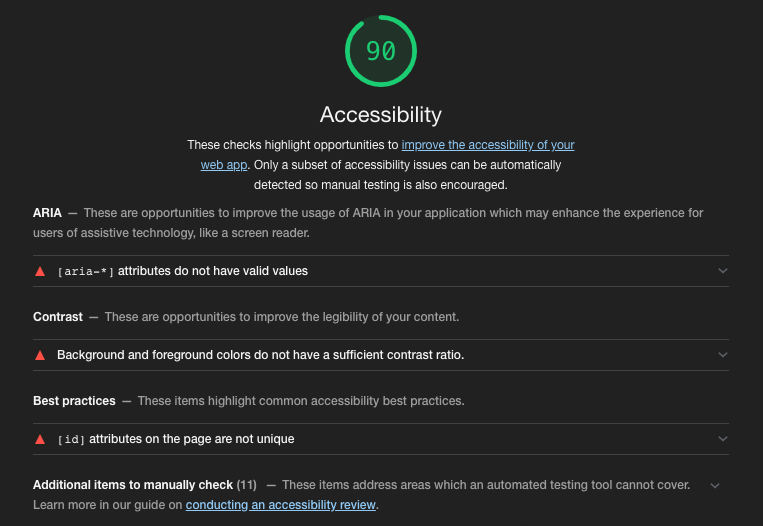 90
Accessibility
These checks highlight opportunities to improve the accessibility of your
web app. Only a subset of accessibility issues can be automatically
detected so manual testing is also encouraged.
ARIA — These are opportunities to improve the usage of ARIA in your application which may enhance the experience for
users of assistive technology, like a screen reader.
[aria-*] attributes do not have valid values
Contrast — These are opportunities to improve the legibility of your content.
Background and foreground colors do not have a sufficient contrast ratio.
Best practices — These items highlight common accessibility best practices.
[id] attributes on the page are not unique
Additional items to manually check (11) — These items address areas which an automated testing tool cannot cover.
Learn more in our guide on conducting an accessibility review.